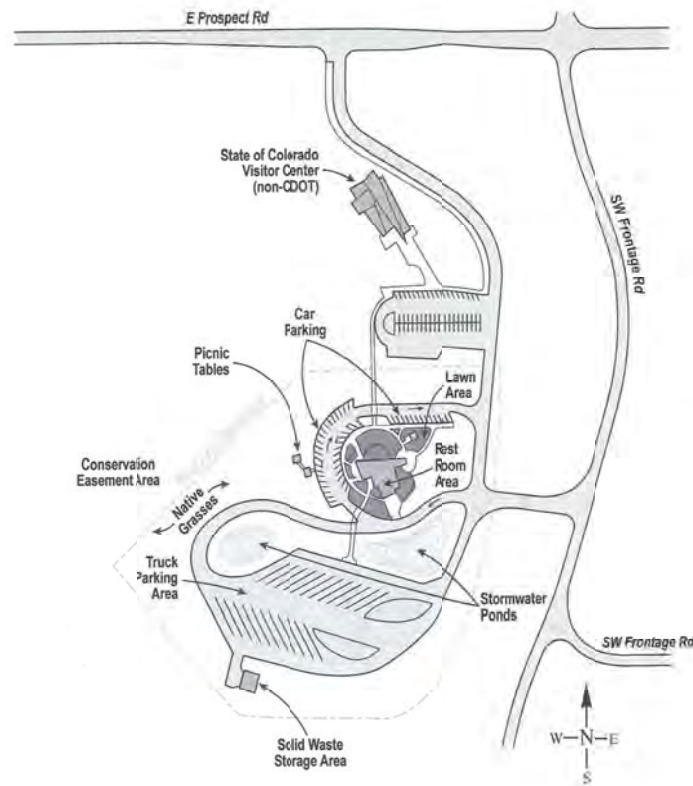 E Prospect Rd
State of Colorado
Visitor Center
(non-CDOT)
SW Frontage Rd
Car
Parking
Picnic
Tables
Lawn
Area
Rest
Room
Area
Conservation
Easement Area
Native
Grasses
Truck
Parking
Area
Stormwater
Ponds
SW Frontage Rd
Solid Waste
Storage Area
W N E
S